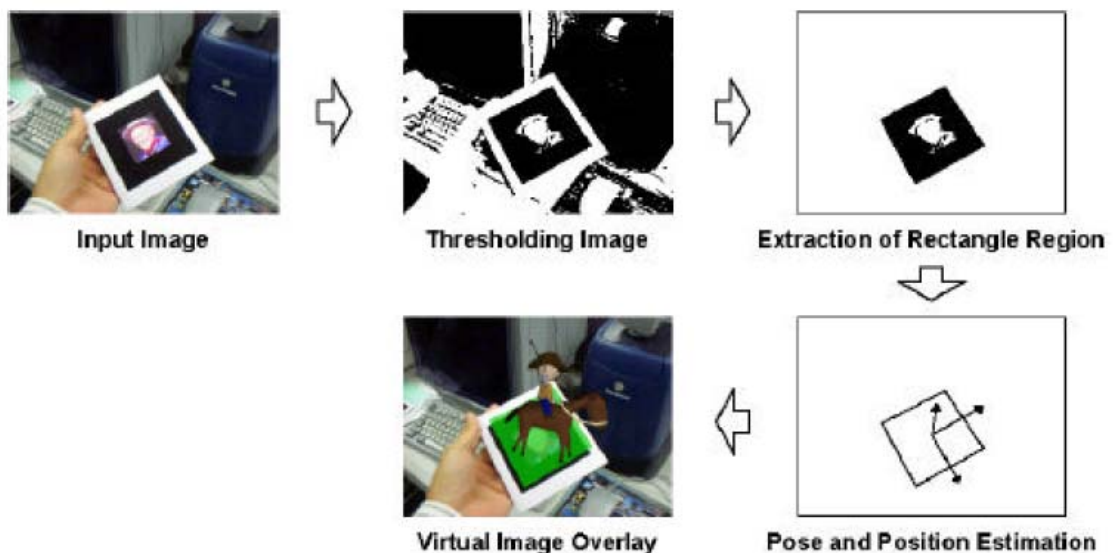 Input Image
Thresholding Image
Extraction of Rectangle Region
Virtual Image Overlay
Pose and Position Estimation